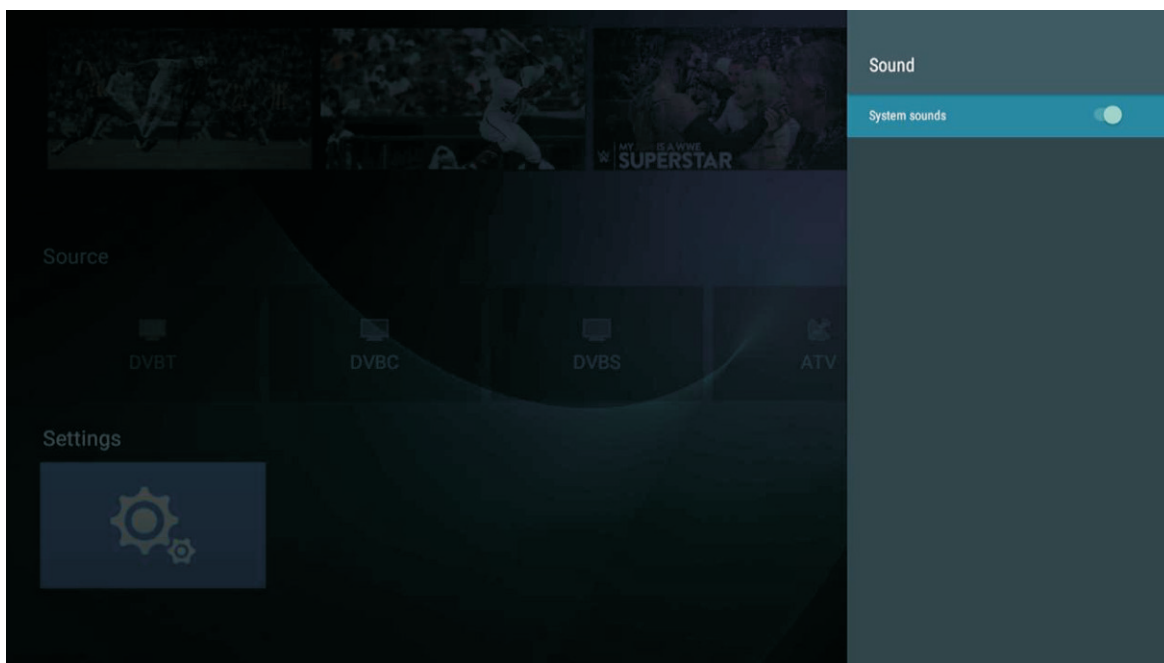 MY IS A WWE
SUPERSTAR
Source
DVBT
DVBC
DVBS
ATV
Settings
Sound
System sounds